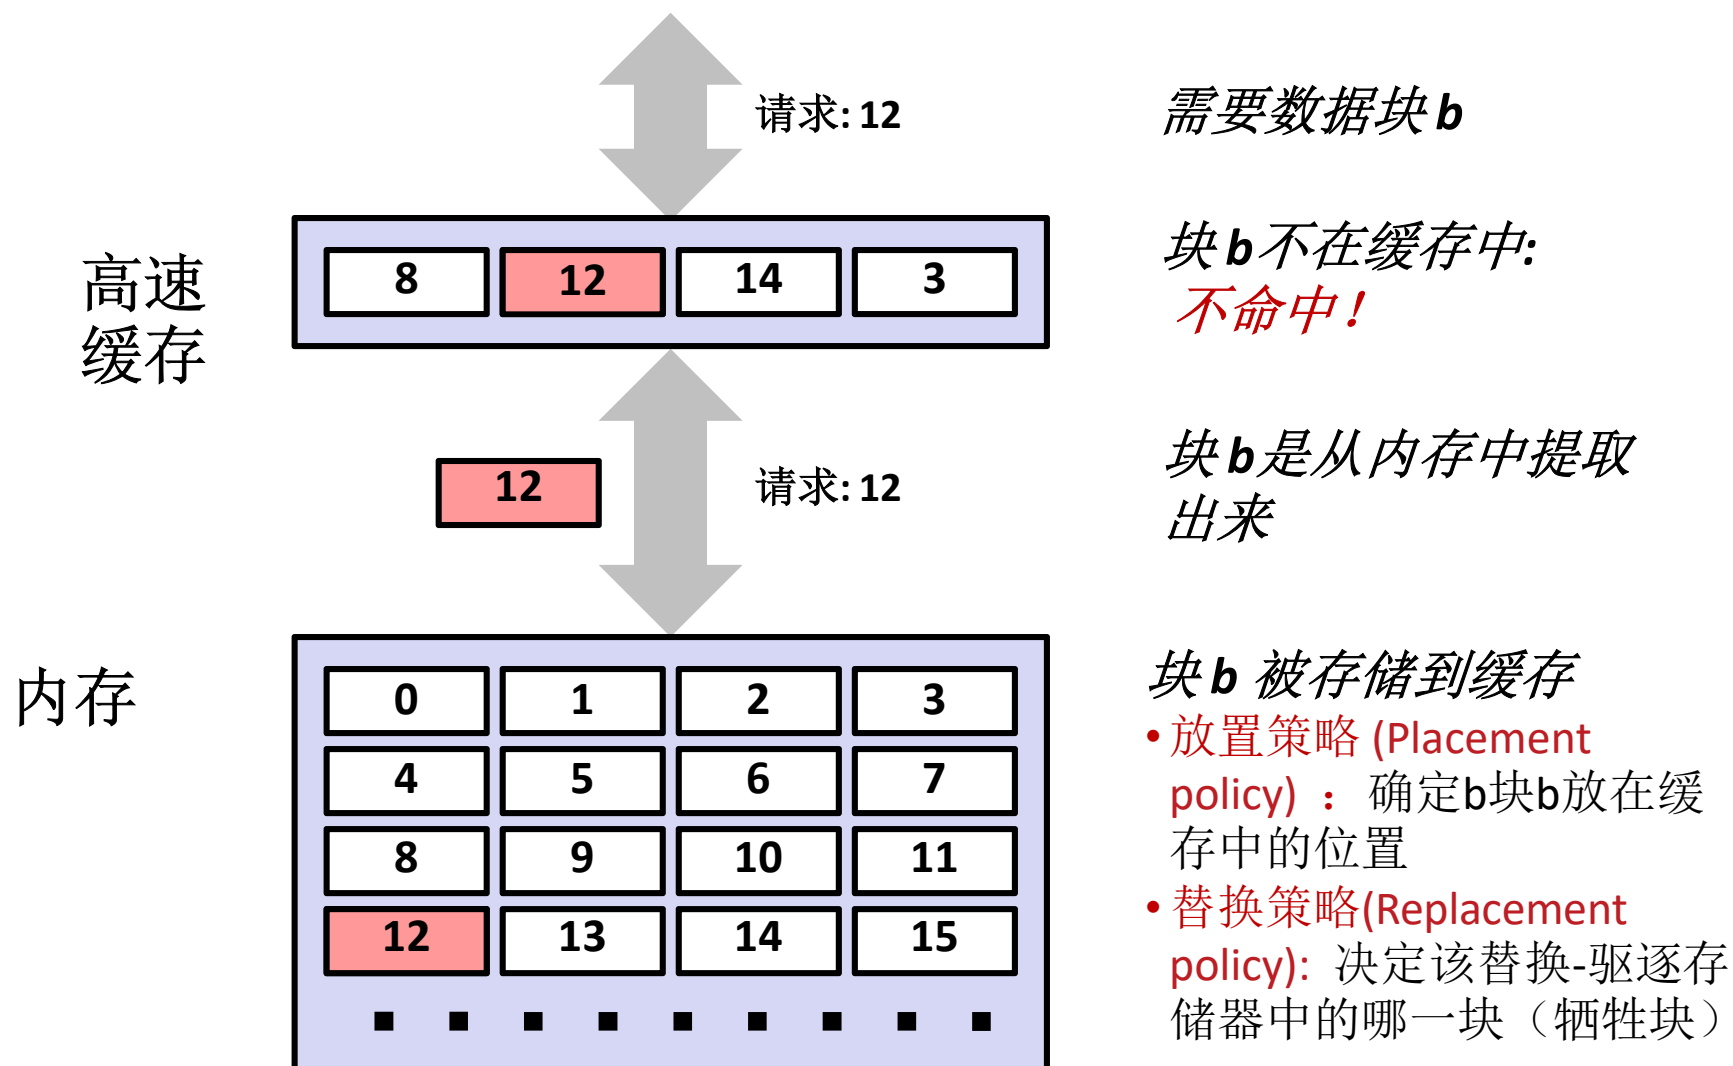 请求: 12
需要数据块 b
高速
缓存
8 12 14 3
块 b不在缓存中:
不命中！
12
请求: 12
块 b是从内存中提取
出来
内存
0 1 2 3
4 5 6 7
8 9 10 11
12 13 14 15
块 b 被存储到缓存
•放置策略 (Placement
policy) ：确定b块b放在缓
存中的位置
•替换策略(Replacement
policy): 决定该替换-驱逐存
储器中的哪一块（牺牲块）